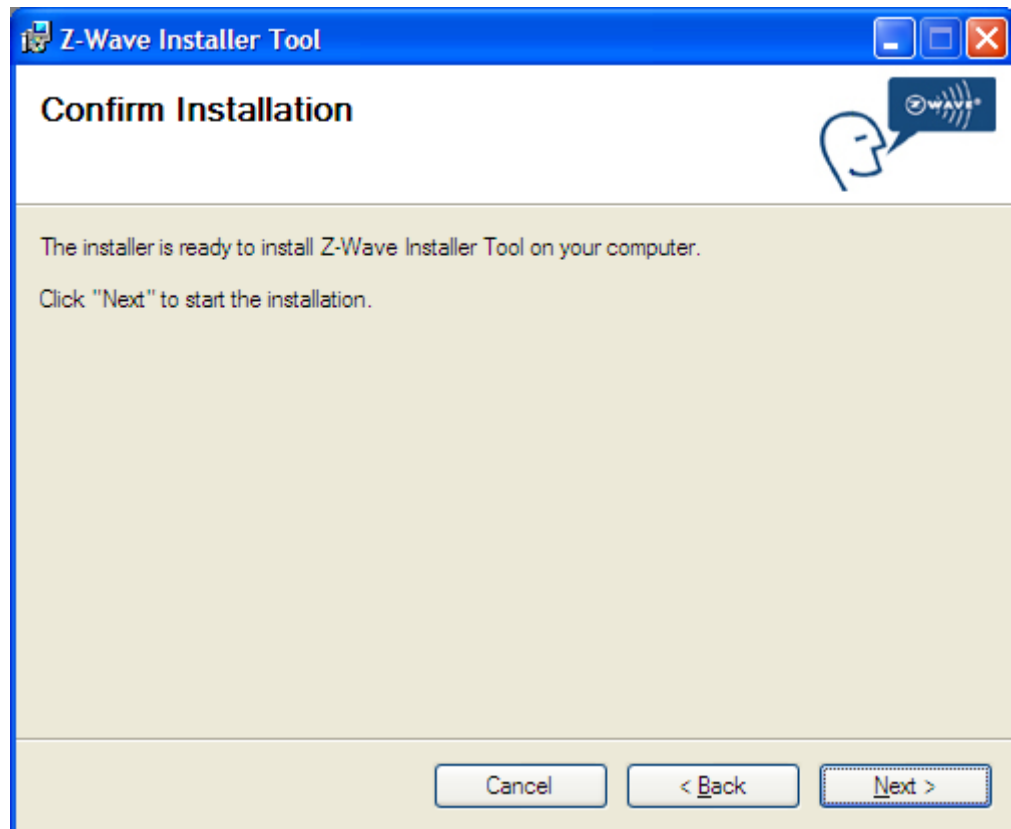 Z-Wave Installer Tool
Confirm Installation
Z WAVE®
The installer is ready to install Z-Wave Installer Tool on your computer.
Click "Next" to start the installation.
Cancel
< Back
Next >